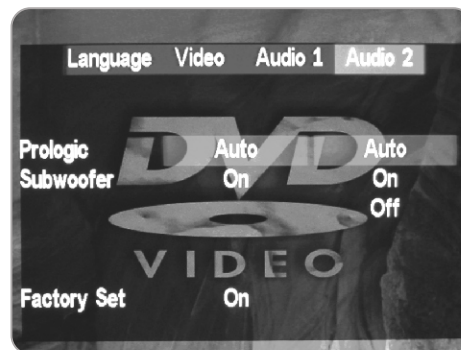 Language Video Audio 1 Audio 2
DVD
Prologic Auto Auto
Subwoofer On On
Off
VIDEO
Factory Set On